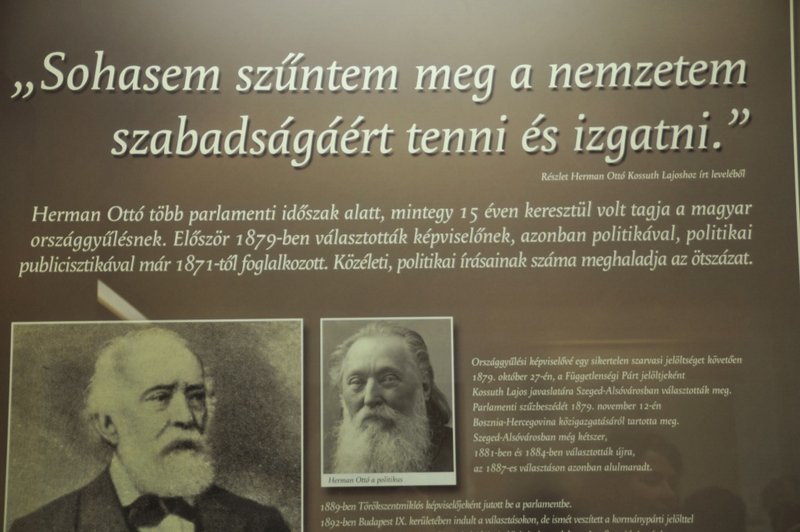 „Sohasem szűntem meg a nemzetem
szabadságáért tenni és izgatni.”
Részlet Herman Ottó Kossuth Lajoshoz írt leveléből
Herman Ottó több parlamenti időszak alatt, mintegy 15 éven keresztül volt tagja a magyar
országgyűlésnek. Először 1879-ben választották képviselőnek, azonban politikával, politikai
publicisztikával már 1871-től foglalkozott. Közéleti, politikai írásainak száma meghaladja az ötszázat.
Országgyűlési képviselővé egy sikertelen szarvasi jelöltséget követően
1879. október 27-én, a Függetlenségi Párt jelöltjeként
Kossuth Lajos javaslatára Szeged-Alsóvárosban választották meg.
Parlamenti szűzbeszédét 1879. november 12-én
Bosznia-Hercegovina közigazgatásáról tartotta meg.
Szeged-Alsóvárosban még kétszer,
1881-ben és 1884-ben választották újra,
az 1887-es választáson azonban alulmaradt.
Herman Ottó a politikus
1889-ben Törökszentmiklós képviselőjeként jutott be a parlamentbe.
1892-ben Budapest IX. kerületében indult a választásokon, de ismét veszített a kormánypárti jelölttel